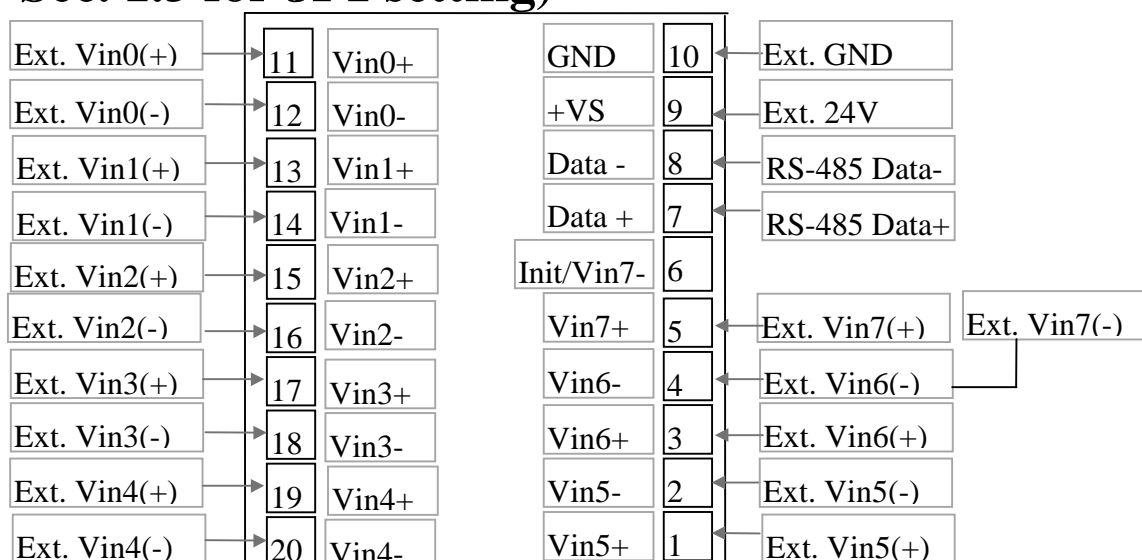 Ext. Vin0(+) 11 Vin0+ GND 10 Ext. GND
Ext. Vin0(-) 12 Vin0- +VS 9 Ext. 24V
Ext. Vin1(+) 13 Vin1+ Data - 8 RS-485 Data-
Ext. Vin1(-) 14 Vin1- Data + 7 RS-485 Data+
Ext. Vin2(+) 15 Vin2+ Init/Vin7- 6
Ext. Vin2(-) 16 Vin2- Vin7+ 5 Ext. Vin7(+) Ext. Vin7(-)
Ext. Vin3(+) 17 Vin3+ Vin6- 4 Ext. Vin6(-)
Ext. Vin3(-) 18 Vin3- Vin6+ 3 Ext. Vin6(+)
Ext. Vin4(+) 19 Vin4+ Vin5- 2 Ext. Vin5(-)
Ext. Vin4(-) 20 Vin4- Vin5+ 1 Ext. Vin5(+)